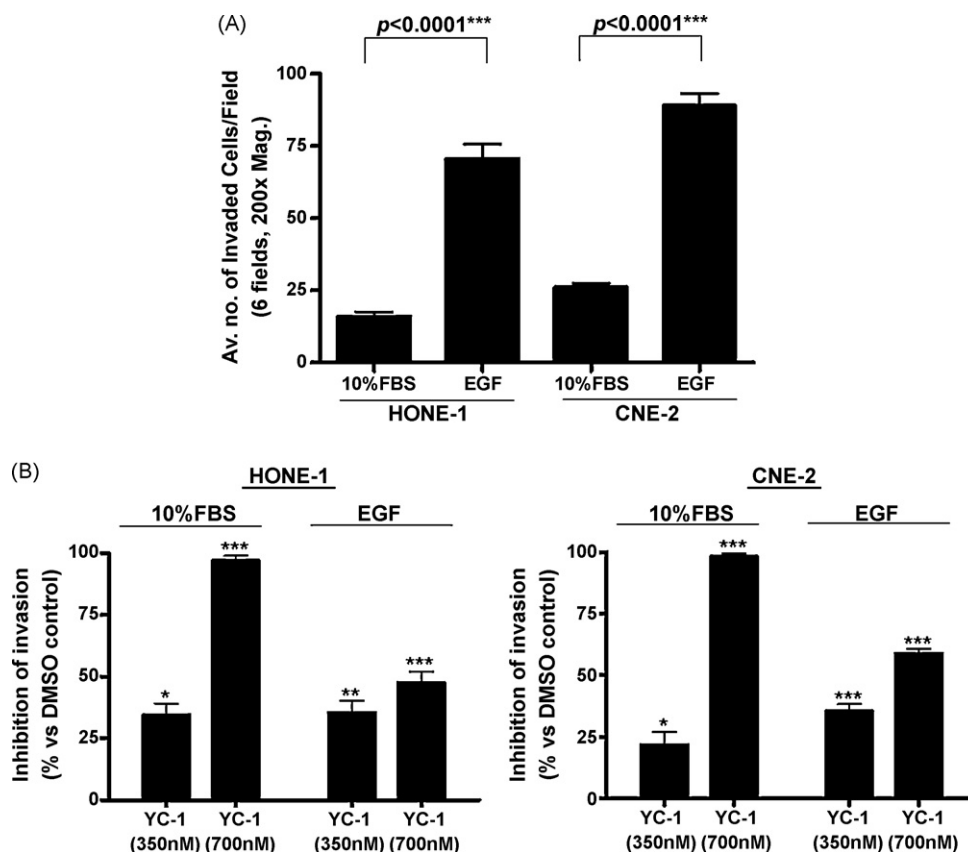 (A)
p<0.0001*** p<0.0001***
Av. no. of Invaded Cells/Field
(6 fields, 200x Mag.)
100
75
50
25
0
10%FBS EGF 10%FBS EGF
HONE-1 CNE-2
(B)
HONE-1
10%FBS EGF
Inhibition of invasion
(% vs DMSO control)
100
75
50
25
0
* *** ** ***
YC-1 YC-1 YC-1 YC-1
(350nM) (700nM) (350nM) (700nM)
CNE-2
10%FBS EGF
Inhibition of invasion
(% vs DMSO control)
100
75
50
25
0
* *** *** ***
YC-1 YC-1 YC-1 YC-1
(350nM) (700nM) (350nM) (700nM)